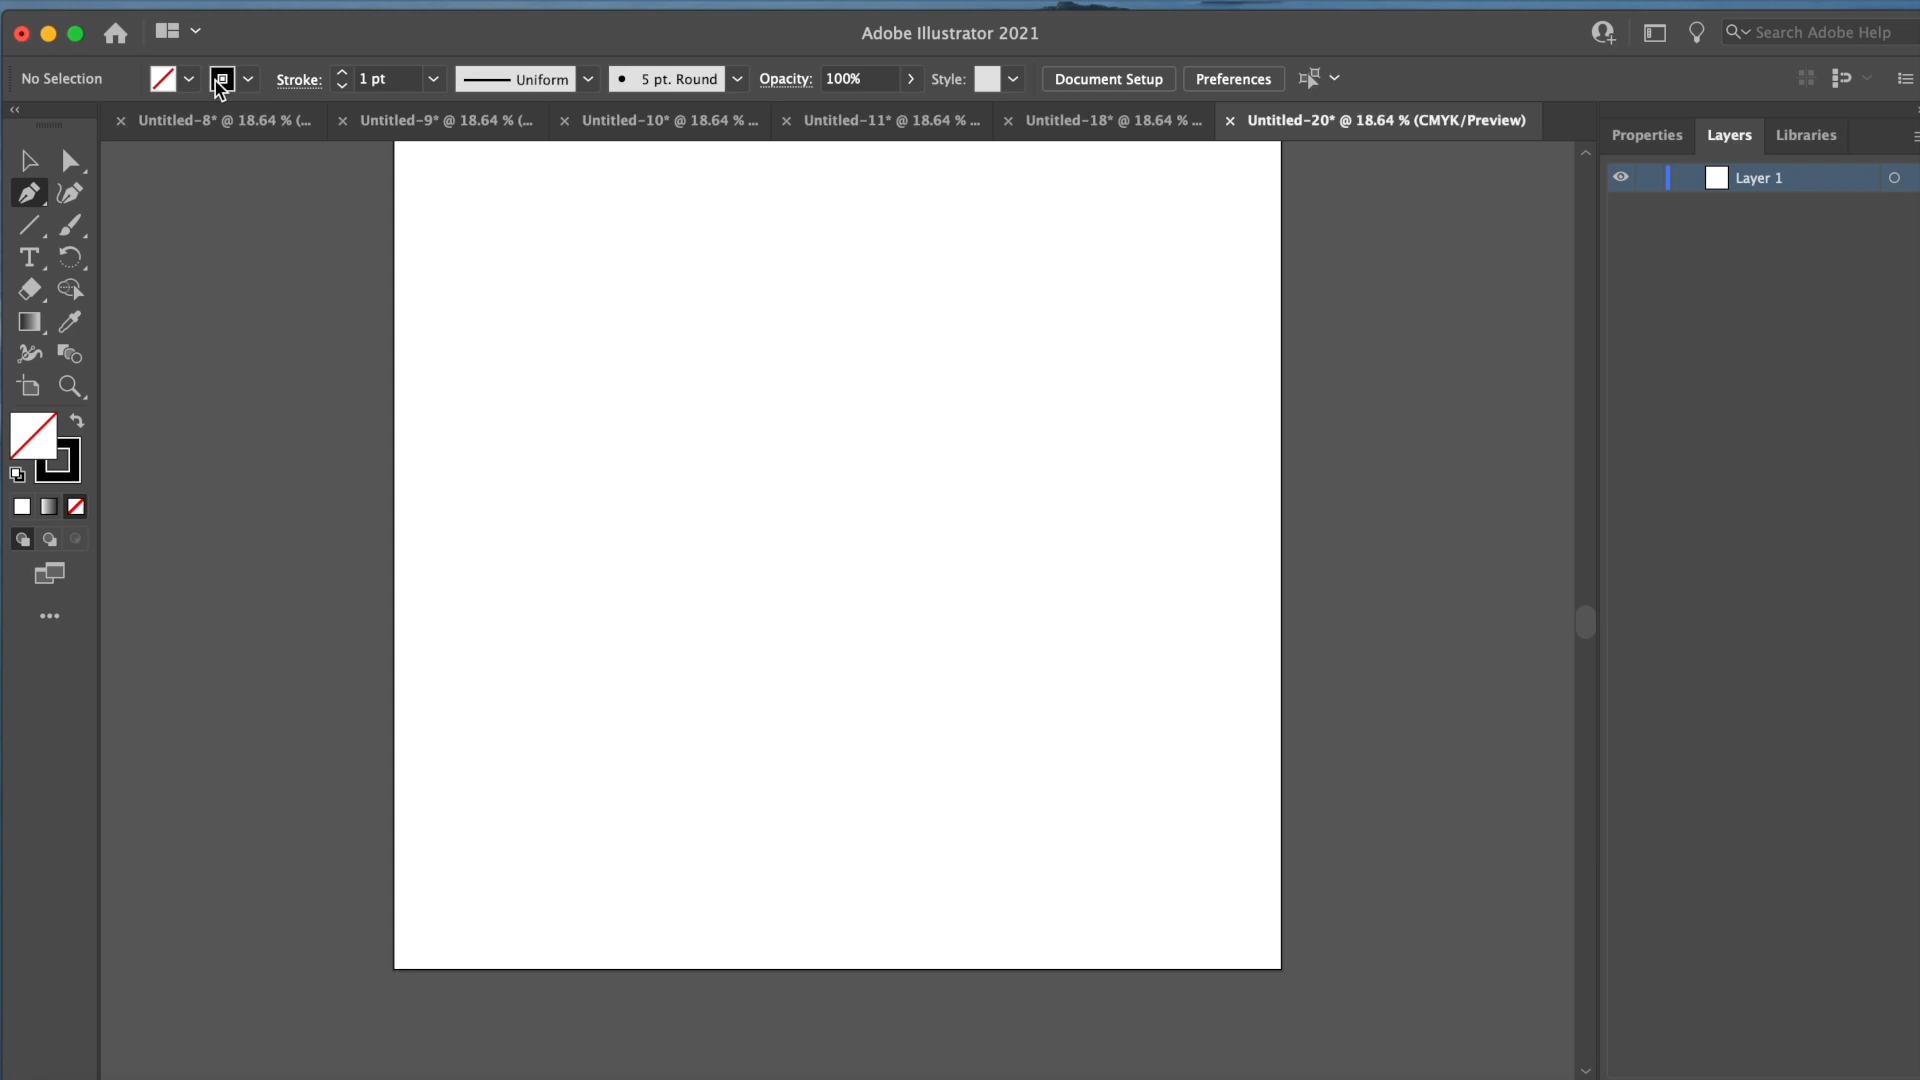 Adobe Illustrator 2021
Search Adobe Help
No Selection
Stroke:
1 pt
Uniform
5 pt. Round
Opacity:
100%
Style:
Document Setup
Preferences
Untitled-8* @ 18.64 % (...
Untitled-9* @ 18.64 % (...
Untitled-10* @ 18.64 % ...
Untitled-11* @ 18.64 % ...
Untitled-18* @ 18.64 % ...
Untitled-20* @ 18.64 % (CMYK/Preview)
Properties
Layers
Libraries
Layer 1